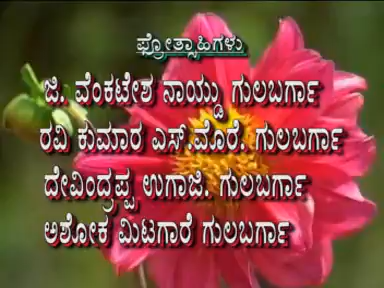 ಫ್ರೋತ್ಸಾಹಿಗಳು
ಜಿ. ವೆಂಕಟೇಶ ನಾಯ್ಡು ಗುಲಬರ್ಗಾ
ರವಿ ಕುಮಾರ ಎಸ್.ಮೊರೆ. ಗುಲಬರ್ಗಾ
ದೇವಿಂದ್ರಪ್ಪ ಉಗಾಜಿ. ಗುಲಬರ್ಗಾ
ಅಶೋಕ ಮಿಟಗಾರೆ ಗುಲಬರ್ಗಾ